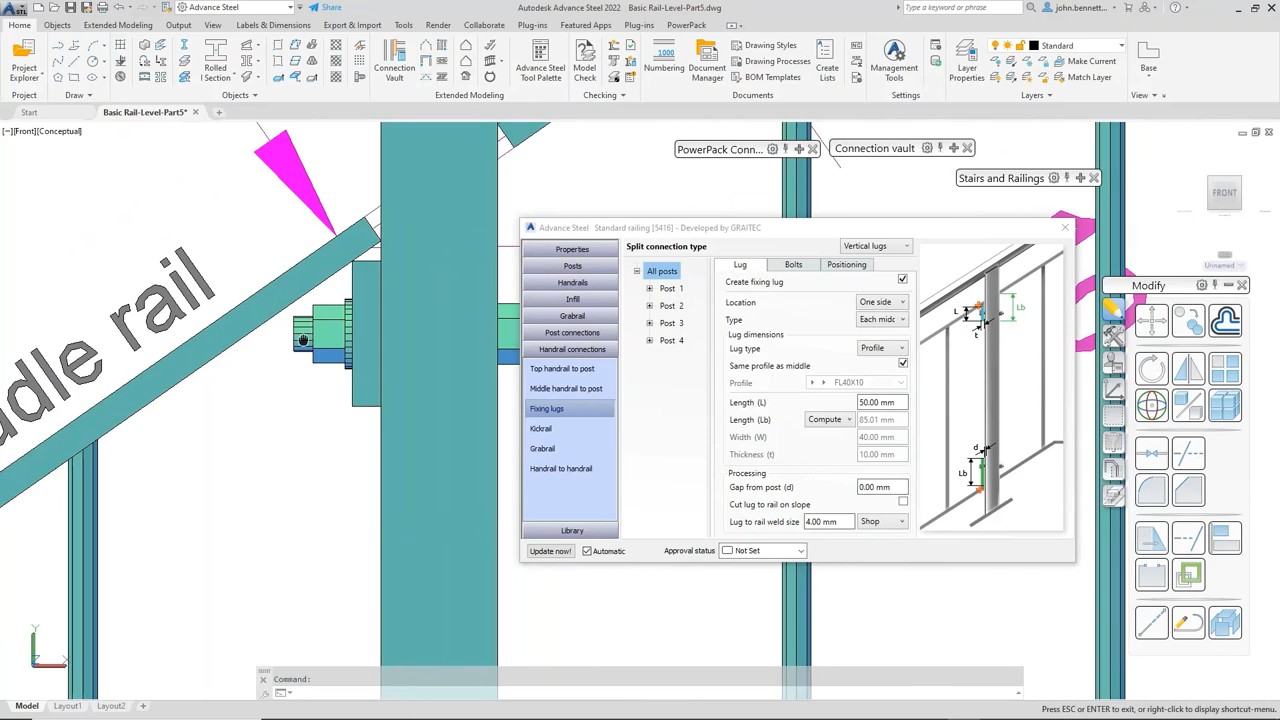 Advance Steel
Share
Autodesk Advance Steel 2022 Basic Rail-Level-Part5.dwg
Type a keyword or phrase
john.bennett...
Home Objects Extended Modeling Output View Labels & Dimensions Export & Import Tools Render Collaborate Plug-ins Featured Apps Plug-ins PowerPack
Project Explorer
Rolled I Section
Connection Vault
Advance Steel Tool Palette
Model Check
1000
Numbering
Document Manager
Drawing Styles
Drawing Processes
BOM Templates
Create Lists
Management Tools
Layer Properties
Standard
Make Current
Match Layer
Base
Project Draw Objects Extended Modeling Checking Documents Settings Layers View
Start Basic Rail-Level-Part5*
[−][Front][Conceptual]
PowerPack Conn...
Connection vault
Stairs and Railings
FRONT
Unnamed
Modify
ddle rail
Advance Steel Standard railing [5416] - Developed by GRAITEC
Properties
Posts
Handrails
Infill
Grabrail
Post connections
Handrail connections
Top handrail to post
Middle handrail to post
Fixing lugs
Kickrail
Grabrail
Handrail to handrail
Library
Split connection type Vertical lugs
All posts
Post 1
Post 2
Post 3
Post 4
Lug Bolts Positioning
Create fixing lug
Location One side
Type Each midc
Lug dimensions
Lug type Profile
Same profile as middle
Profile FL40X10
Length (L) 50.00 mm
Length (Lb) Compute 85.01 mm
Width (W) 40.00 mm
Thickness (t) 10.00 mm
Processing
Gap from post (d) 0.00 mm
Cut lug to rail on slope
Lug to rail weld size 4.00 mm Shop
L
Lb
t
d
Lb
Update now! Automatic Approval status Not Set
Y
X
Command:
Model Layout1 Layout2
Press ESC or ENTER to exit, or right-click to display shortcut-menu.